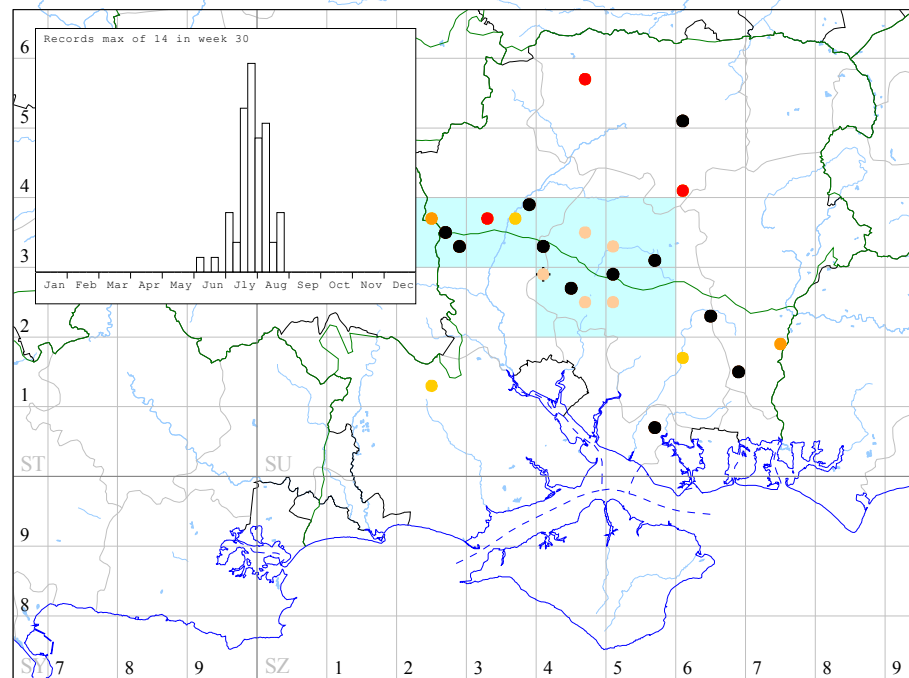 Records max of 14 in week 30
6
5
4
3
2
1
9
8
Jan Feb Mar Apr May Jun Jly Aug Sep Oct Nov Dec
ST SU
SY 7 8 9 SZ 1 2 3 4 5 6 7 8 9